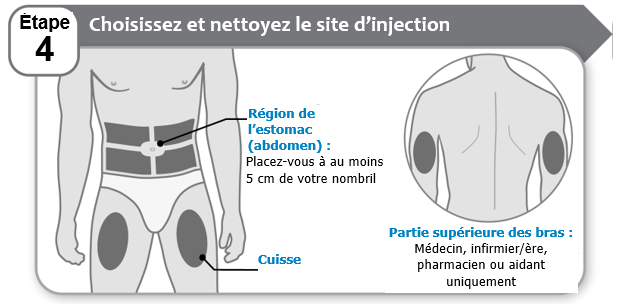 Étape
4
Choisissez et nettoyez le site d’injection
Région de
l’estomac
(abdomen) :
Placez-vous à au moins
5 cm de votre nombril
Cuisse
Partie supérieure des bras :
Médecin, infirmier/ère,
pharmacien ou aidant
uniquement